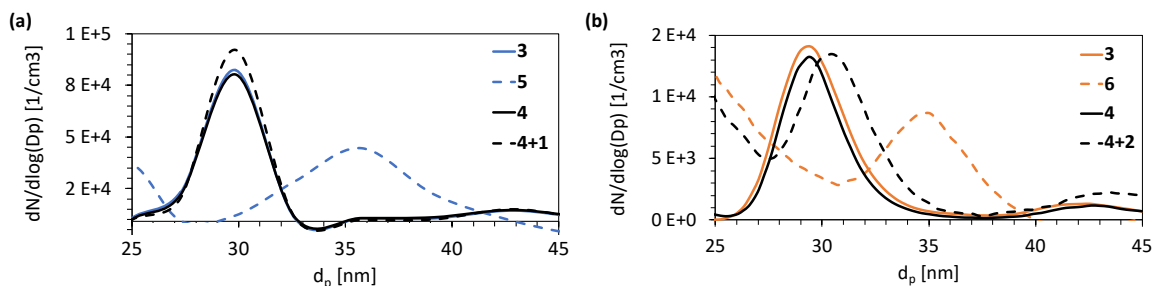 (a)
dN/dlog(Dp) [1/cm3]
1 E+5
8 E+4
5 E+4
2 E+4
25 30 35 40 45
dp [nm]
3
5
4
4+1
(b)
dN/dlog(Dp) [1/cm3]
2 E+4
1 E+4
5 E+3
0 E+0
25 30 35 40 45
dp [nm]
3
6
4
4+2